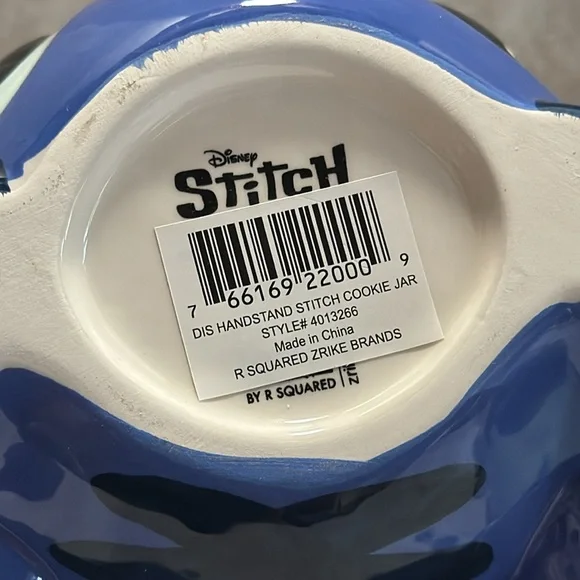 Disney
StitcH
7 66169 22000 9
DIS HANDSTAND STITCH COOKIE JAR
STYLE# 4013266
Made in China
R SQUARED ZRIKE BRANDS
BY R SQUARED